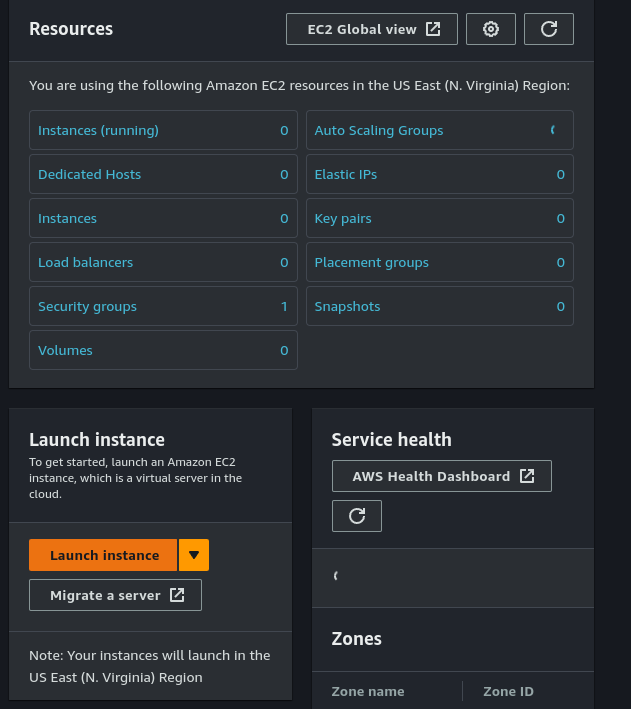 Resources
EC2 Global view
You are using the following Amazon EC2 resources in the US East (N. Virginia) Region:
Instances (running) 0
Auto Scaling Groups
Dedicated Hosts 0
Elastic IPs 0
Instances 0
Key pairs 0
Load balancers 0
Placement groups 0
Security groups 1
Snapshots 0
Volumes 0
Launch instance
To get started, launch an Amazon EC2
instance, which is a virtual server in the
cloud.
Launch instance
Migrate a server
Note: Your instances will launch in the
US East (N. Virginia) Region
Service health
AWS Health Dashboard
Zones
Zone name
Zone ID